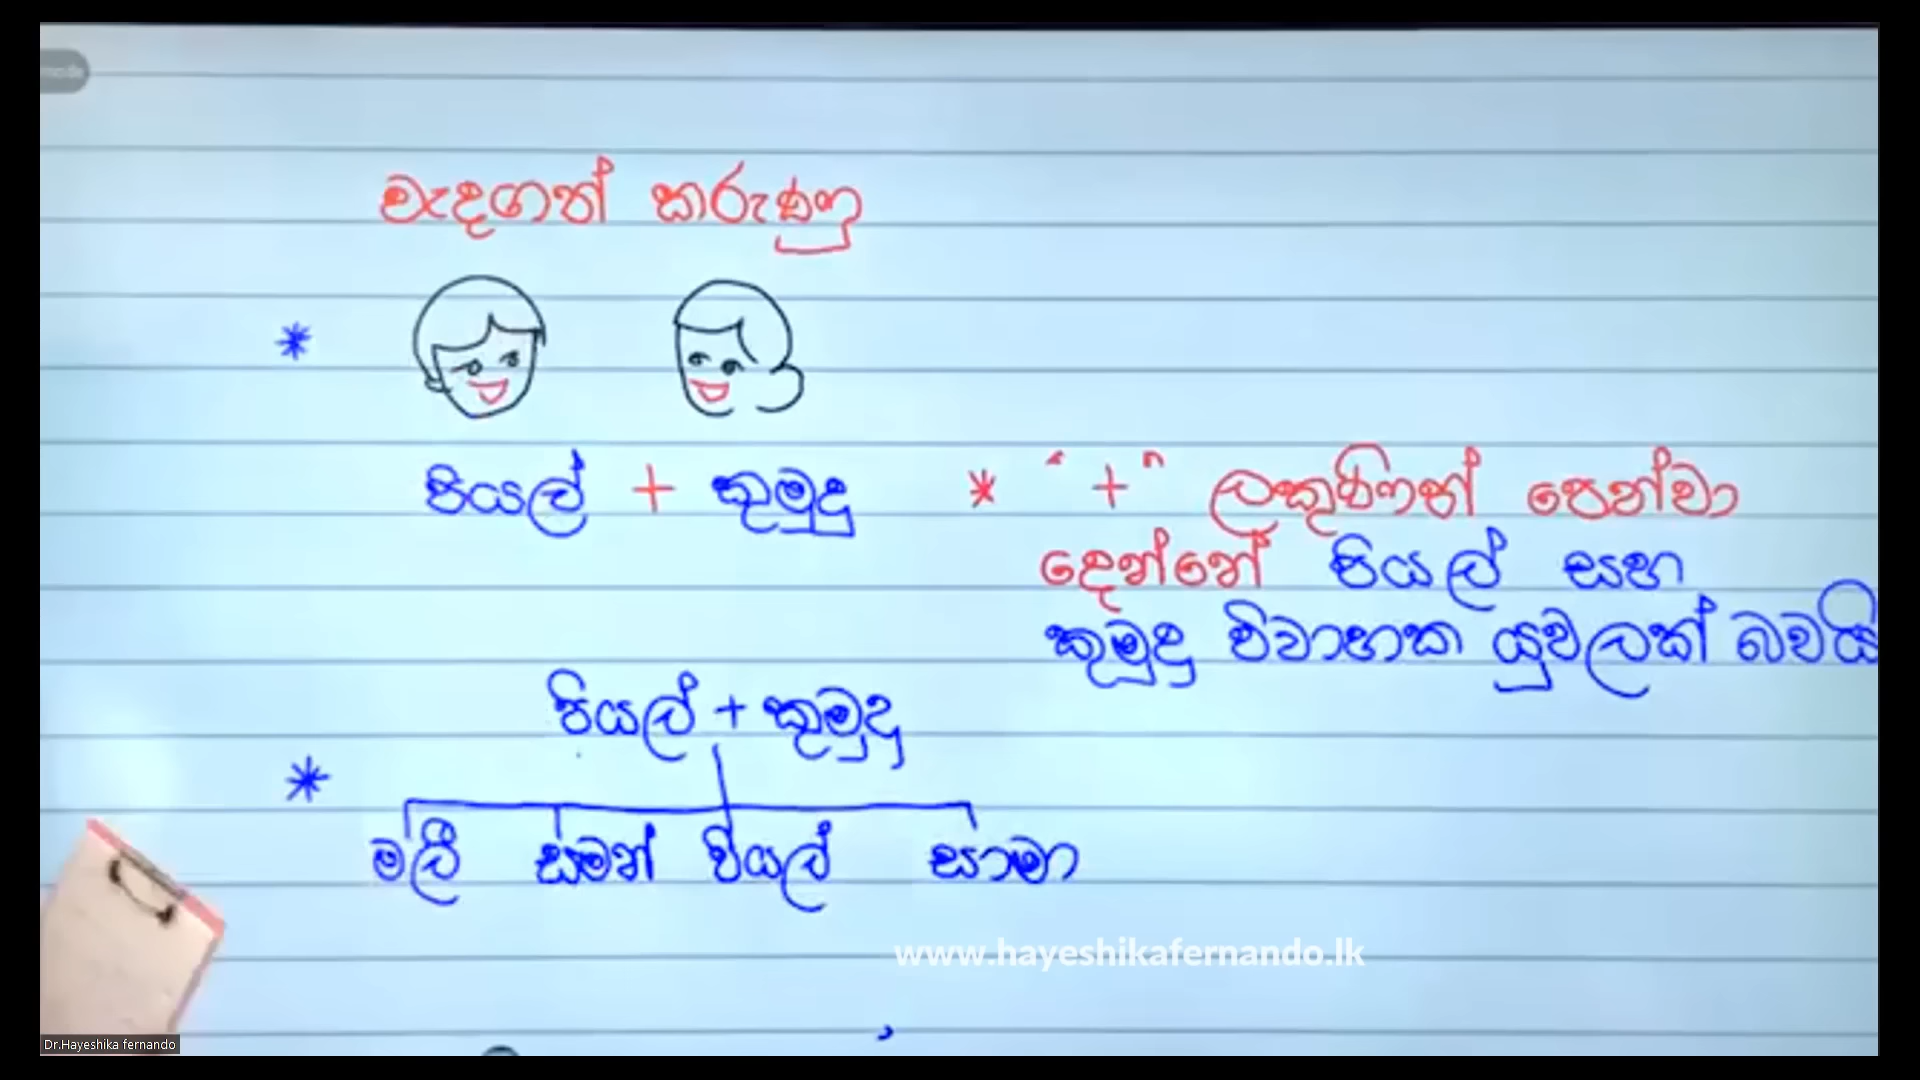 වැදගත් කරුණු
පියල් + කුමුදු
* "+" ලකුණින් පෙන්වා
දෙන්නේ පියල් සහ
කුමුදු විවාහක යුවලක් බවයි
පියල් + කුමුදු
*
මලී සමන් විියල් සාමා
www.hayeshikafernando.lk
Dr.Hayeshika fernando